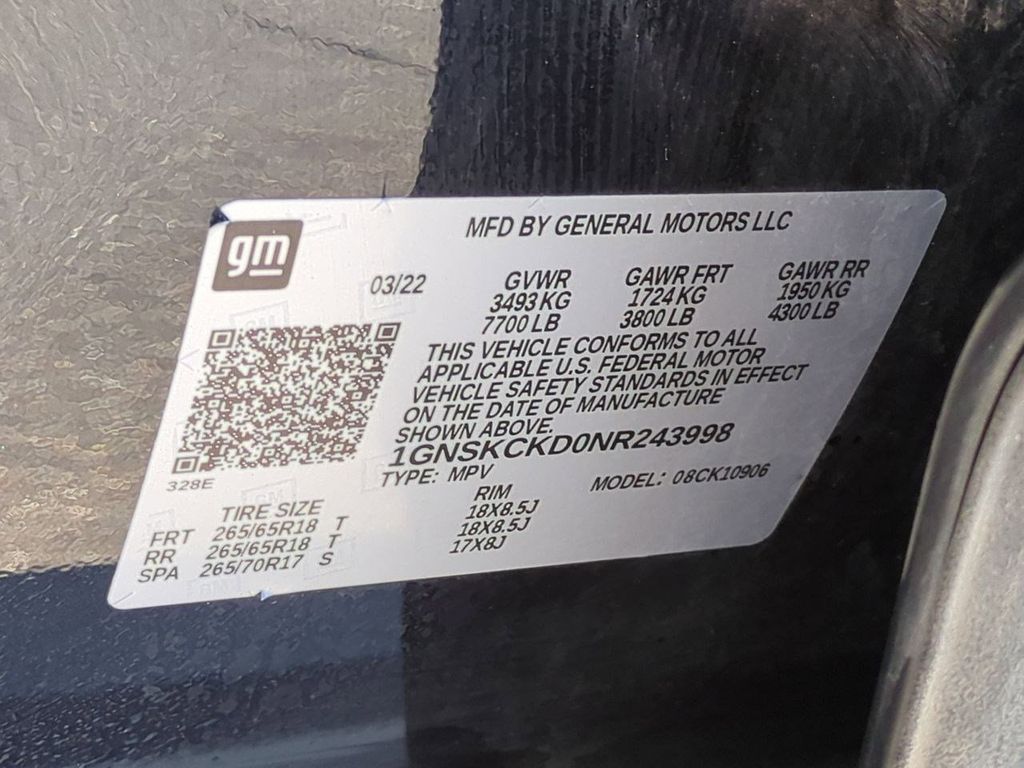 MFD BY GENERAL MOTORS LLC
gm
03/22
GVWR GAWR FRT GAWR RR
3493 KG 1724 KG 1950 KG
7700 LB 3800 LB 4300 LB
THIS VEHICLE CONFORMS TO ALL
APPLICABLE U.S. FEDERAL MOTOR
VEHICLE SAFETY STANDARDS IN EFFECT
ON THE DATE OF MANUFACTURE
SHOWN ABOVE.
1GNSKCKD0NR243998
TYPE: MPV MODEL: 08CK10906
328E
TIRE SIZE RIM
FRT 265/65R18 T 18X8.5J
RR 265/65R18 T 18X8.5J
SPA 265/70R17 S 17X8J